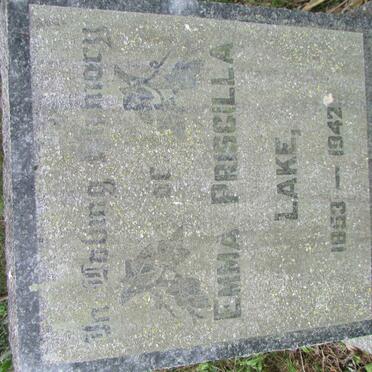 In Loving Memory
OF
EMMA PRISCILLA
LAKE,
1853 — 1942